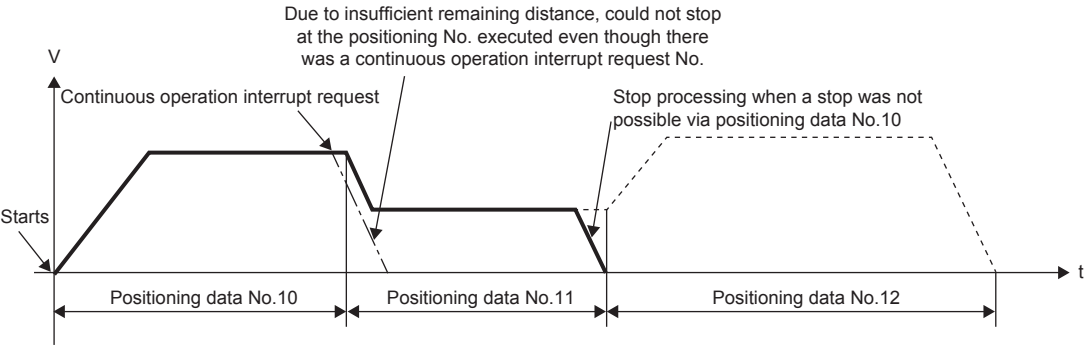 Due to insufficient remaining distance, could not stop
at the positioning No. executed even though there
was a continuous operation interrupt request No.
V
Continuous operation interrupt request
Stop processing when a stop was not
possible via positioning data No.10
Starts
t
Positioning data No.10
Positioning data No.11
Positioning data No.12